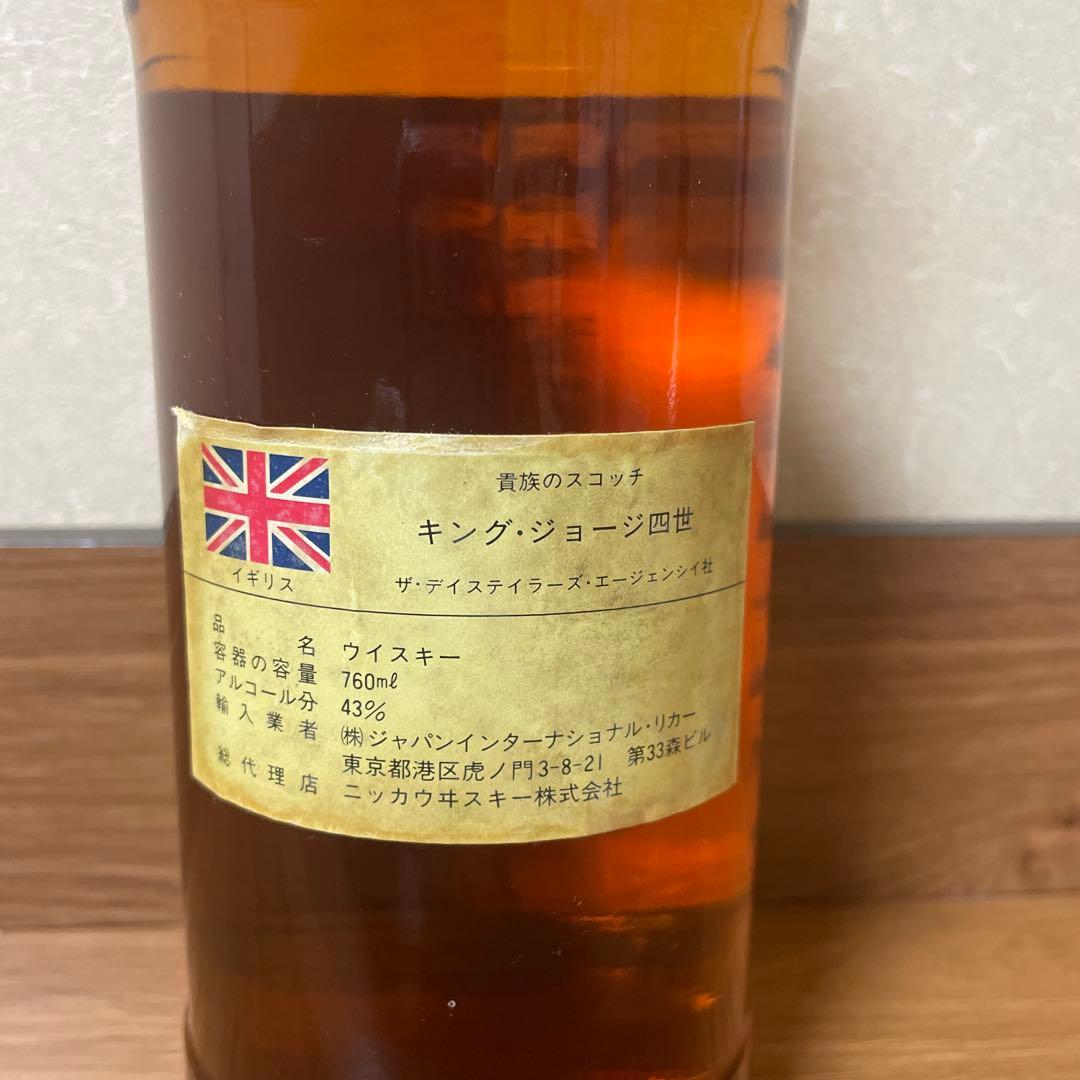 貴族のスコッチ
キング・ジョージ四世
イギリス
ザ・デイステイラーズ・エージェンシイ社
品名 ウイスキー
容器の容量 760ml
アルコール分 43%
輸入業者 (株)ジャパンインターナショナル・リカー
東京都港区虎ノ門3-8-21 第33森ビル
総代理店 ニッカウヰスキー株式会社